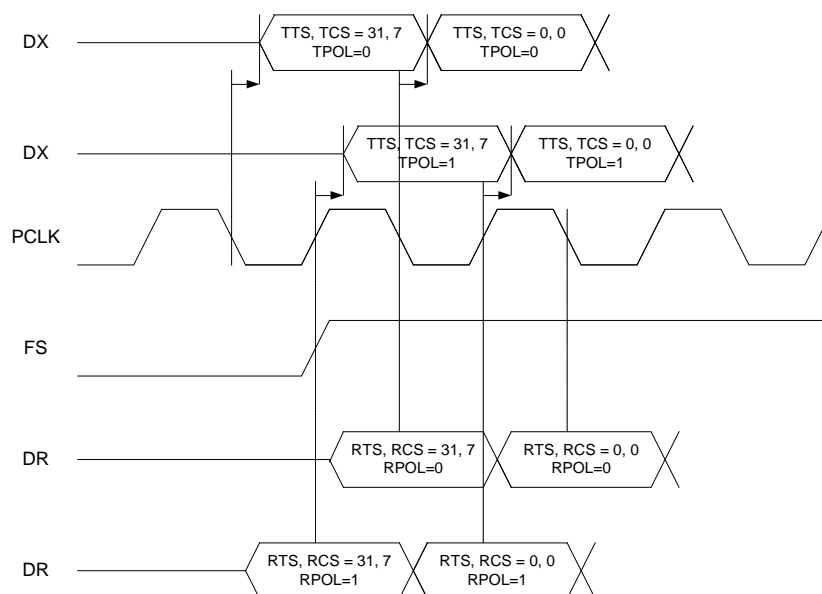 DX
TTS, TCS = 31, 7
TPOL=0
TTS, TCS = 0, 0
TPOL=0
DX
TTS, TCS = 31, 7
TPOL=1
TTS, TCS = 0, 0
TPOL=1
PCLK
FS
DR
RTS, RCS = 31, 7
RPOL=0
RTS, RCS = 0, 0
RPOL=0
DR
RTS, RCS = 31, 7
RPOL=1
RTS, RCS = 0, 0
RPOL=1